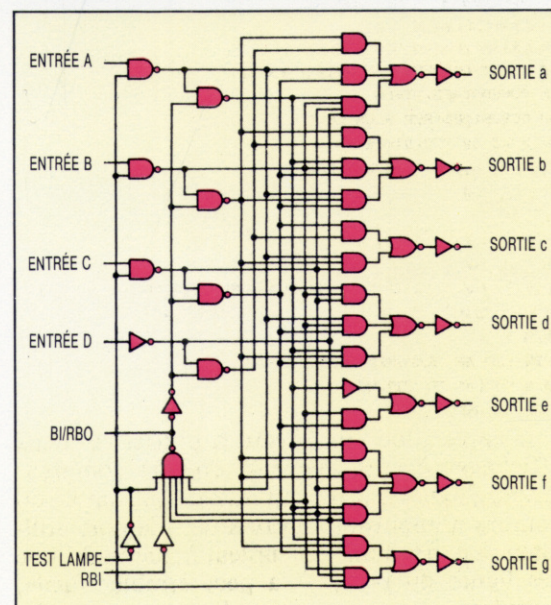 ENTRÉE A
SORTIE a
ENTRÉE B
SORTIE b
ENTRÉE C
SORTIE c
ENTRÉE D
SORTIE d
SORTIE e
BI/RBO
SORTIE f
TEST LAMPE
RBI
SORTIE g